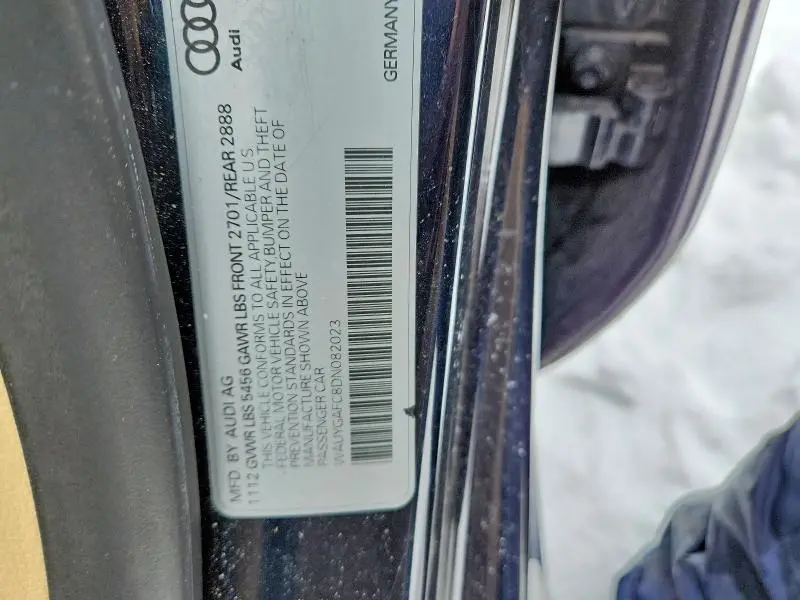 Audi
GERMANY
MFD. BY AUDI AG
1112 GVWR LBS 5456 GAWR LBS FRONT 2701/REAR 2888
THIS VEHICLE CONFORMS TO ALL APPLICABLE U.S.
FEDERAL MOTOR VEHICLE SAFETY, BUMPER AND THEFT
PREVENTION STANDARDS IN EFFECT ON THE DATE OF
MANUFACTURE SHOWN ABOVE
PASSENGER CAR
WAUYGAFC8DN082023